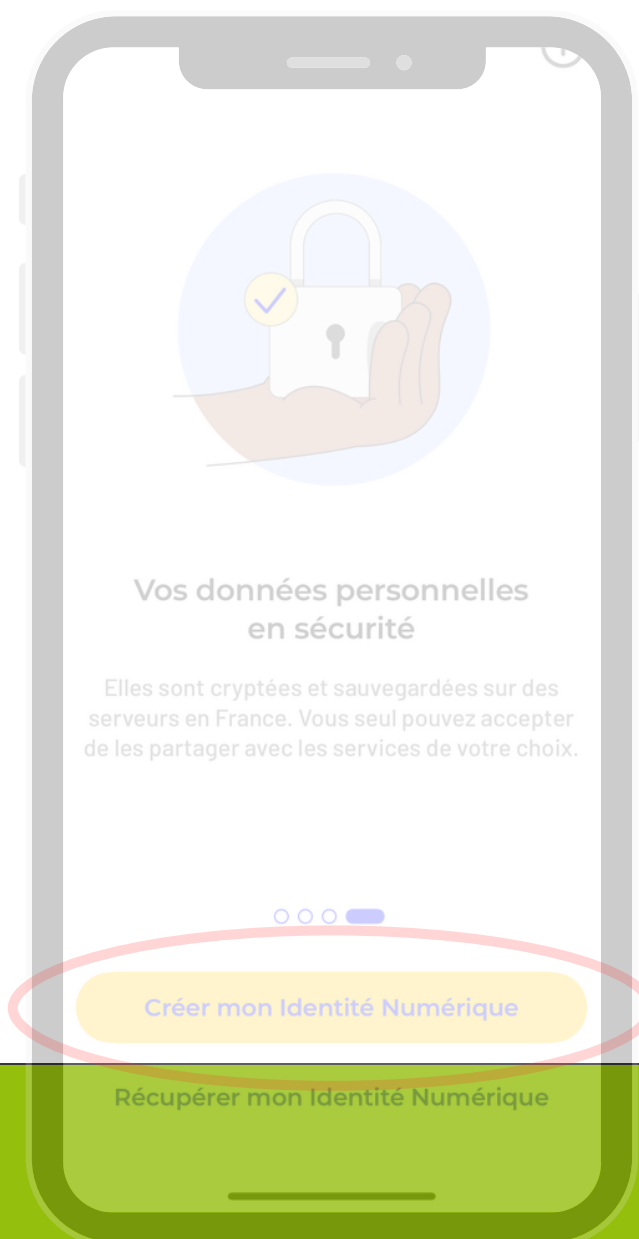 Vos données personnelles
en sécurité
Elles sont cryptées et sauvegardées sur des
serveurs en France. Vous seul pouvez accepter
de les partager avec les services de votre choix.
Créer mon Identité Numérique
Récupérer mon Identité Numérique